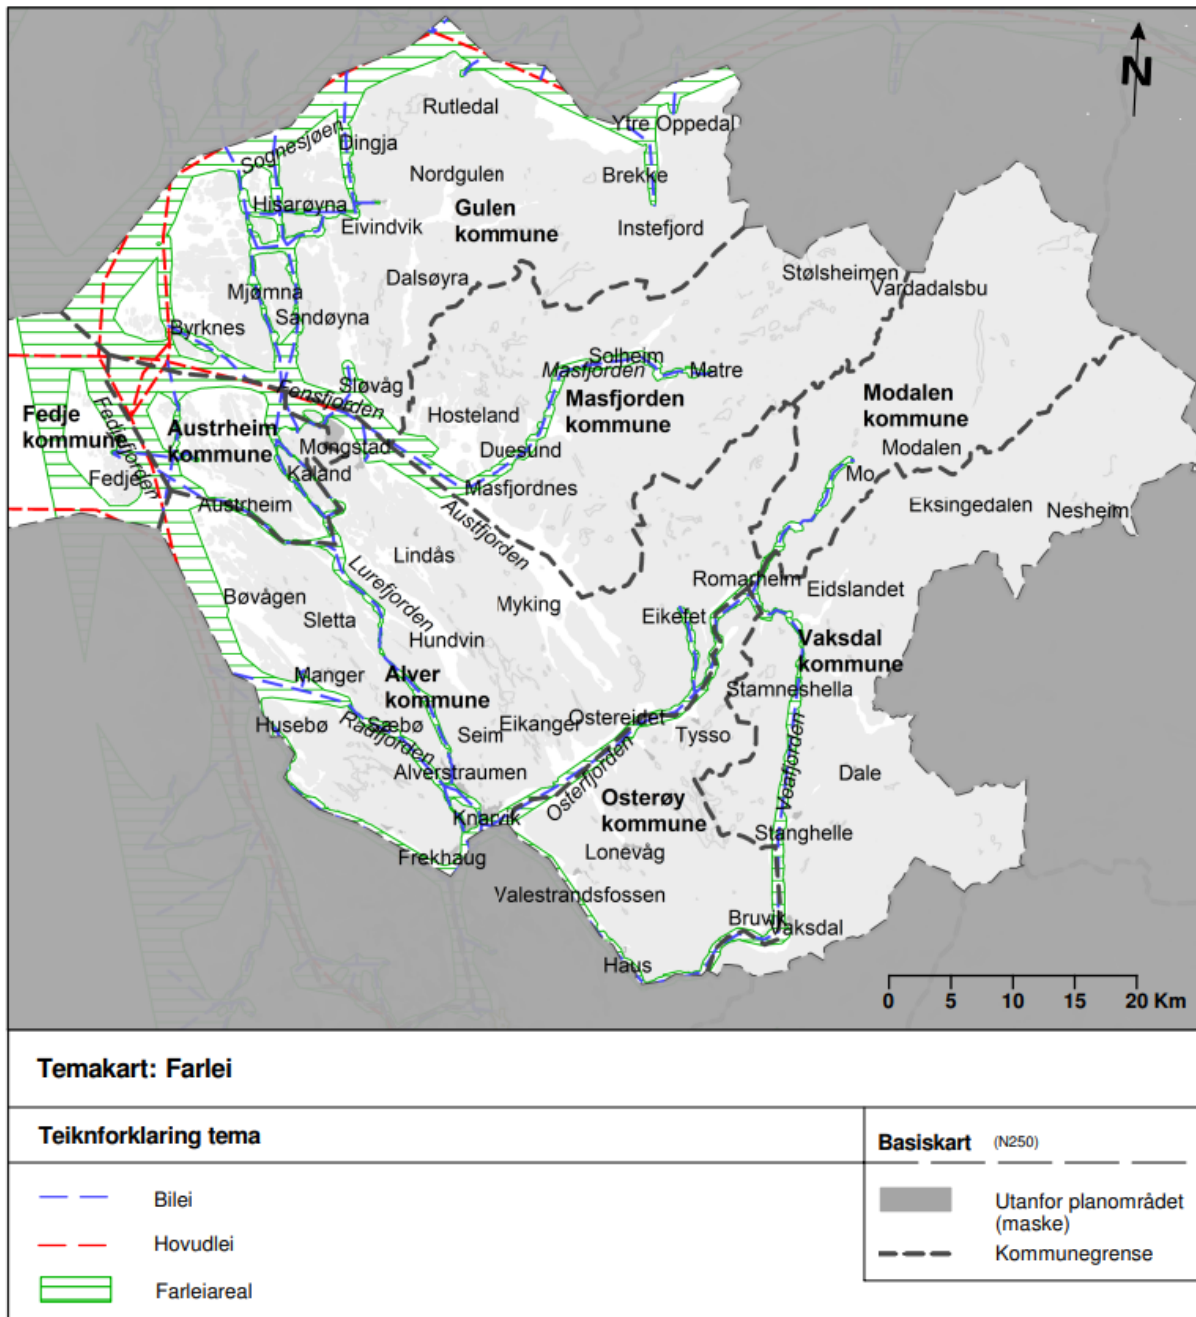 N
Rutledal
Ytre Oppedal
Sognesjøen
Dingja
Nordgulen
Brekke
Hisarøyna
Gulen
kommune
Eivindvik
Instefjord
Dalsøyra
Stølsheimen
Vardadalsbu
Mjømna
Sandøyna
Byrknes
Solheim
Masfjorden
Matre
Sløvåg
Fensfjorden
Masfjorden
kommune
Modalen
kommune
Fedje
kommune
Fedjefjorden
Austrheim
kommune
Hosteland
Mongstad
Duesund
Modalen
Kaland
Mo
Fedje
Masfjordnes
Austrheim
Eksingedalen
Nesheim
Austfjorden
Lindås
Lurefjorden
Romarheim
Eidslandet
Bøvågen
Myking
Sletta
Eikefet
Hundvin
Vaksdal
kommune
Manger
Alver
kommune
Stamneshella
Husebø
Sæbø
Radfjorden
Seim
Eikanger
Ostereidet
Tysso
Veafjorden
Alverstraumen
Osterfjorden
Dale
Osterøy
kommune
Knarvik
Stanghelle
Frekhaug
Lonevåg
Valestrandsfossen
Bruvik
Vaksdal
Haus
0 5 10 15 20 Km
Temakart: Farlei
Teiknforklaring tema
Bilei
Hovudlei
Farleiareal
Basiskart (N250)
Utanfor planområdet
(maske)
Kommunegrense